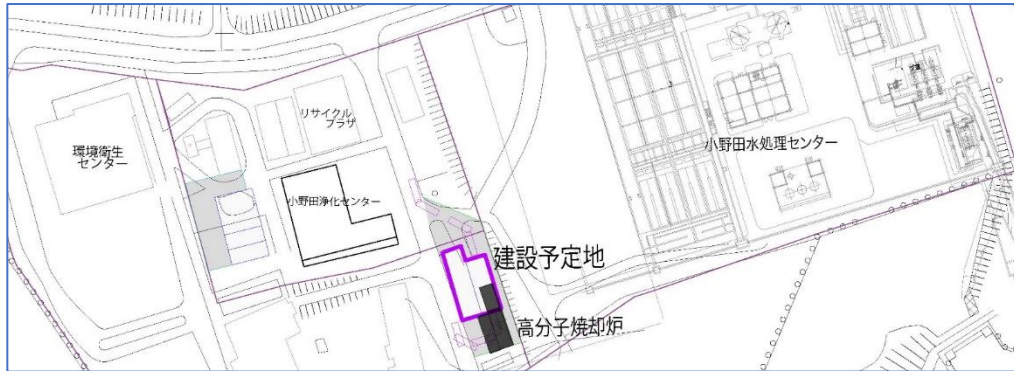 環境衛生
センター
リサイクル
プラザ
小野田浄化センター
小野田水処理センター
建設予定地
高分子焼却炉